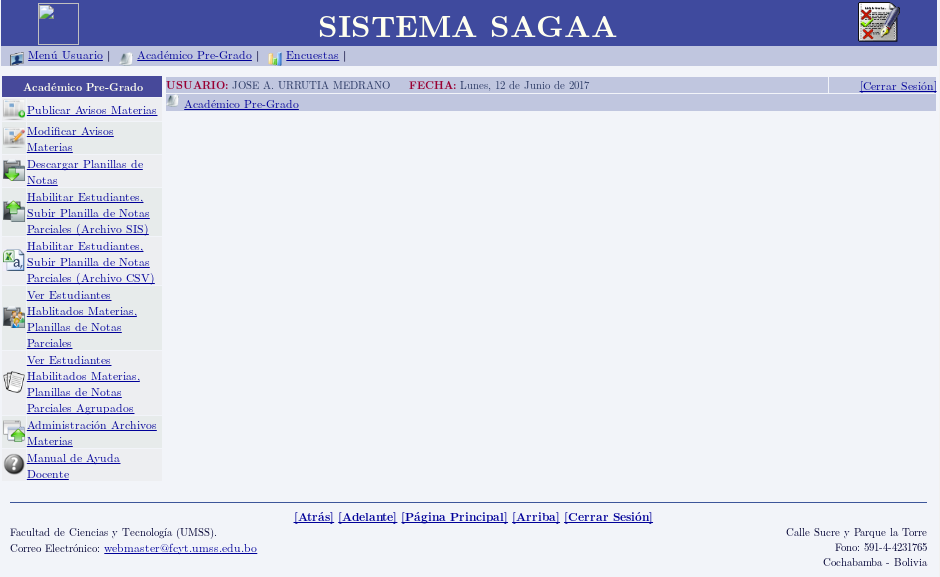 SISTEMA SAGAA
Menú Usuario | Académico Pre-Grado | Encuestas |
Académico Pre-Grado
Publicar Avisos Materias
Modificar Avisos
Materias
Descargar Planillas de
Notas
Habilitar Estudiantes,
Subir Planilla de Notas
Parciales (Archivo SIS)
Habilitar Estudiantes,
Subir Planilla de Notas
Parciales (Archivo CSV)
Ver Estudiantes
Hablitados Materias,
Planillas de Notas
Parciales
Ver Estudiantes
Habilitados Materias,
Planillas de Notas
Parciales Agrupados
Administración Archivos
Materias
Manual de Ayuda
Docente
USUARIO: JOSE A. URRUTIA MEDRANO FECHA: Lunes, 12 de Junio de 2017 [Cerrar Sesión]
Académico Pre-Grado
[Atrás] [Adelante] [Página Principal] [Arriba] [Cerrar Sesión]
Facultad de Ciencias y Tecnología (UMSS).
Correo Electrónico: webmaster@fcyt.umss.edu.bo
Calle Sucre y Parque la Torre
Fono: 591-4-4231765
Cochabamba - Bolivia